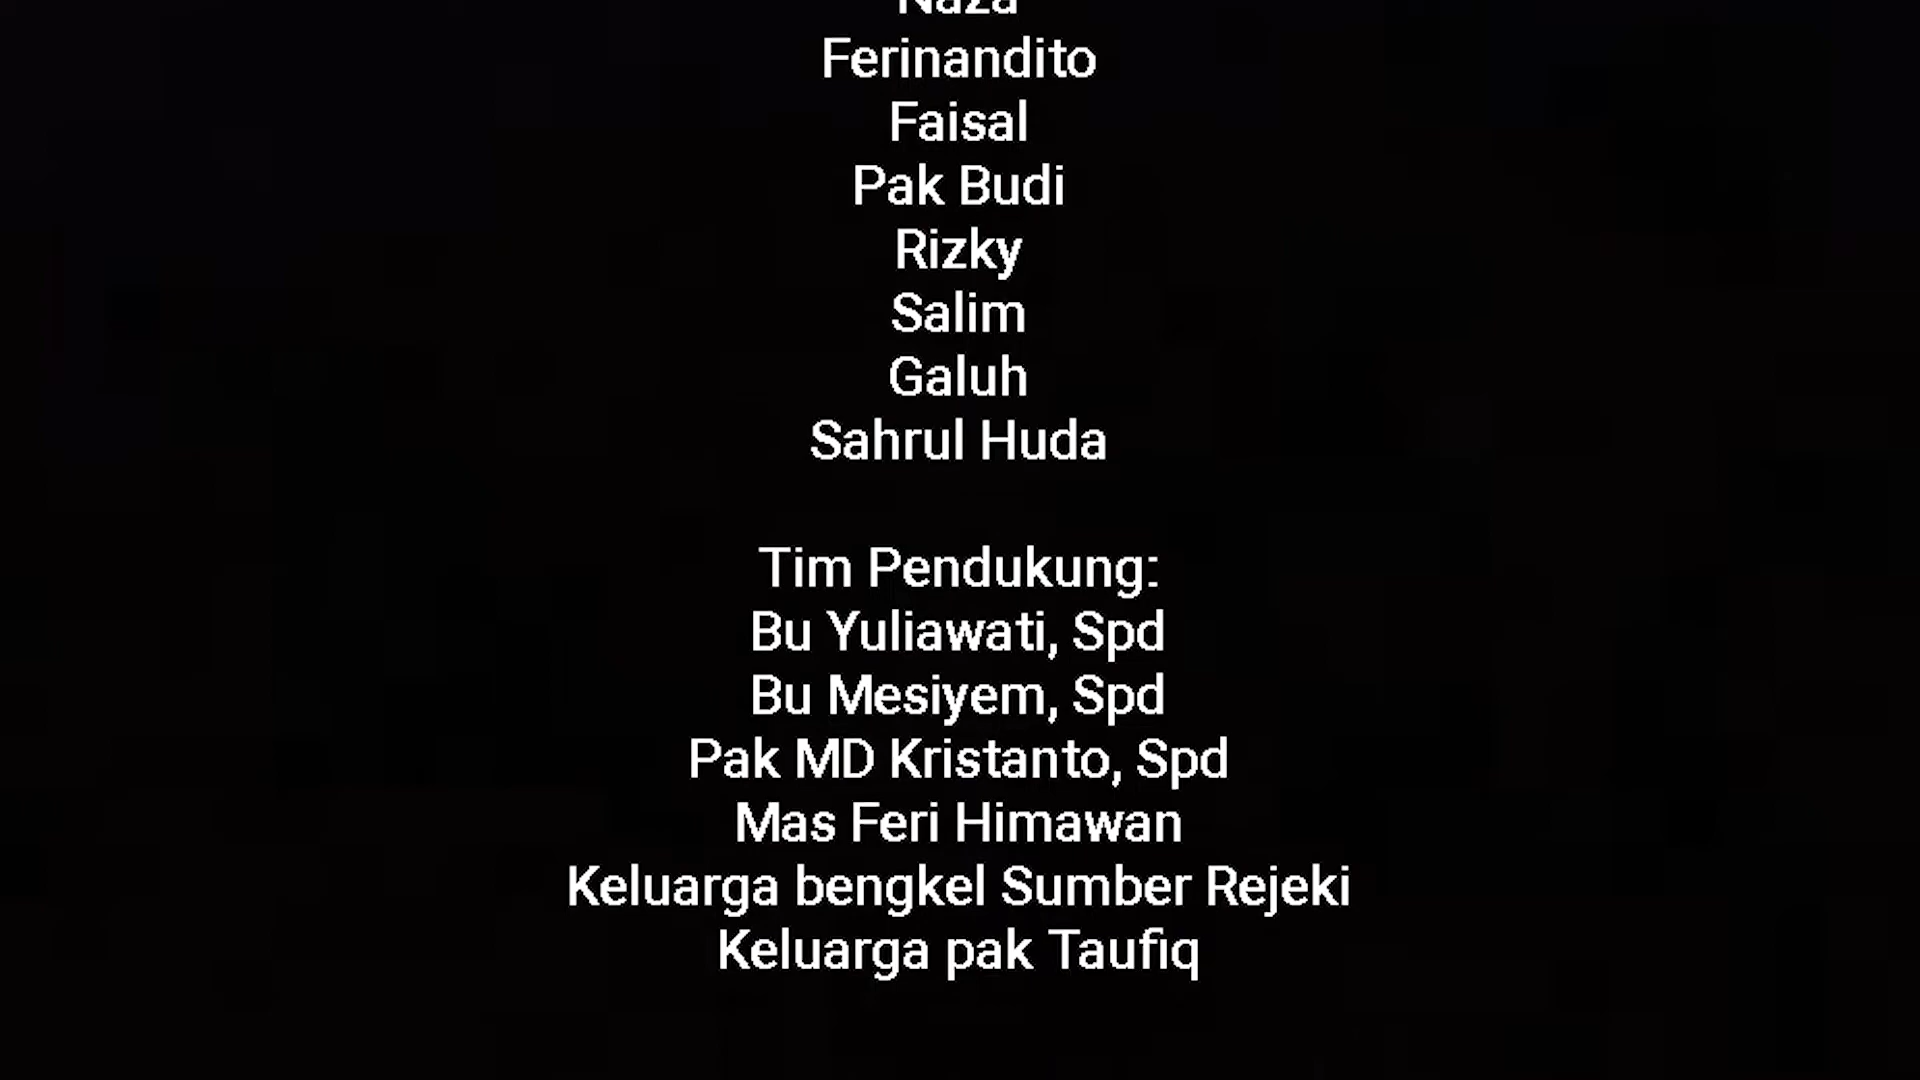 Naza
Ferinandito
Faisal
Pak Budi
Rizky
Salim
Galuh
Sahrul Huda
Tim Pendukung:
Bu Yuliawati, Spd
Bu Mesiyem, Spd
Pak MD Kristanto, Spd
Mas Feri Himawan
Keluarga bengkel Sumber Rejeki
Keluarga pak Taufiq